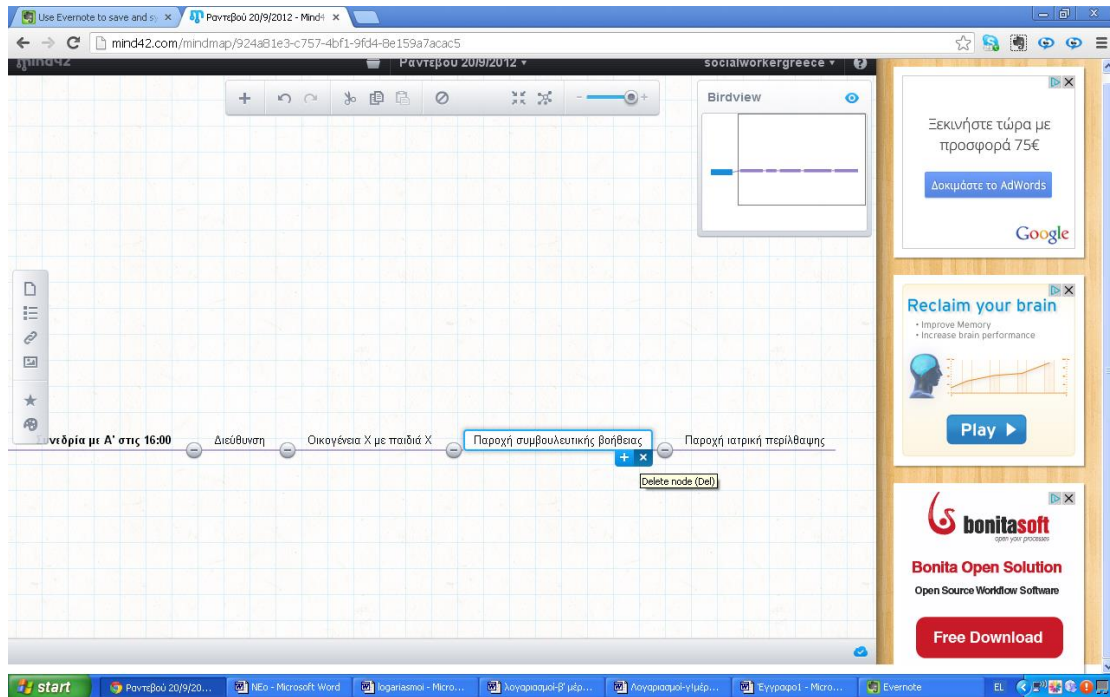 Use Evernote to save and sy
Ραντεβού 20/9/2012 - Mind4
mind42.com/mindmap/924a81e3-c757-4bf1-9fd4-8e159a7acac5
mind42
Ραντεβού 20/9/2012
socialworkergreece
Birdview
Ξεκινήστε τώρα με
προσφορά 75€
Δοκιμάστε το AdWords
Google
Reclaim your brain
• Improve Memory
• Increase brain performance
Play
νεδρία με Α' στις 16:00
Διεύθυνση
Οικογένεια Χ με παιδιά Χ
Παροχή συμβουλευτικής βοήθειας
Παροχή ιατρική περίλθαψης
Delete node (Del)
bonitasoft
open your processes
Bonita Open Solution
Open Source Workflow Software
Free Download
start
Ραντεβού 20/9/20...
NEo - Microsoft Word
logariasmoi - Micro...
λογαριασμοί-β' μέρ...
Λογαριασμοί-γ'μέρ...
Έγγραφο1 - Micro...
Evernote
EL